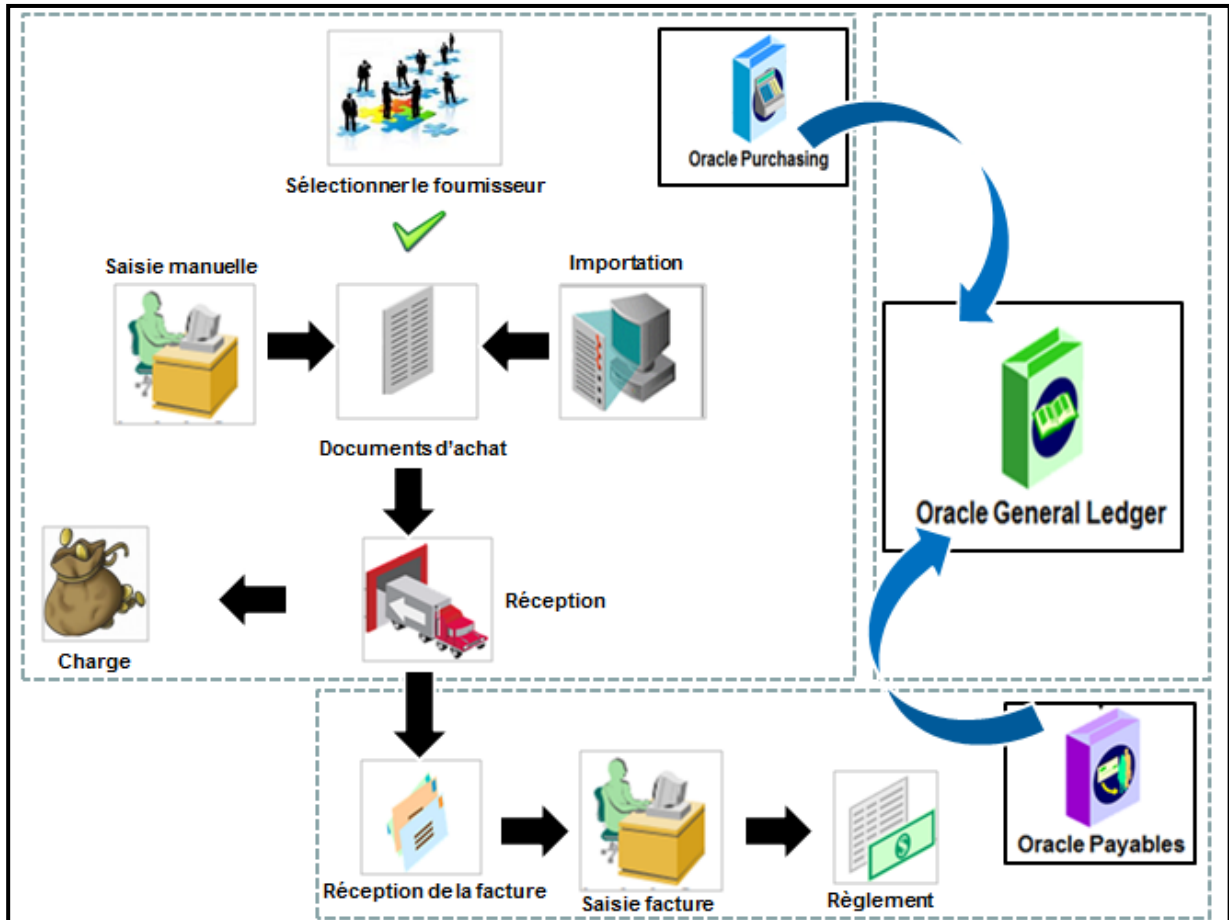 Oracle Purchasing
Sélectionner le fournisseur
Saisie manuelle
Importation
Documents d'achat
Oracle General Ledger
Réception
Charge
Réception de la facture
Saisie facture
Règlement
Oracle Payables